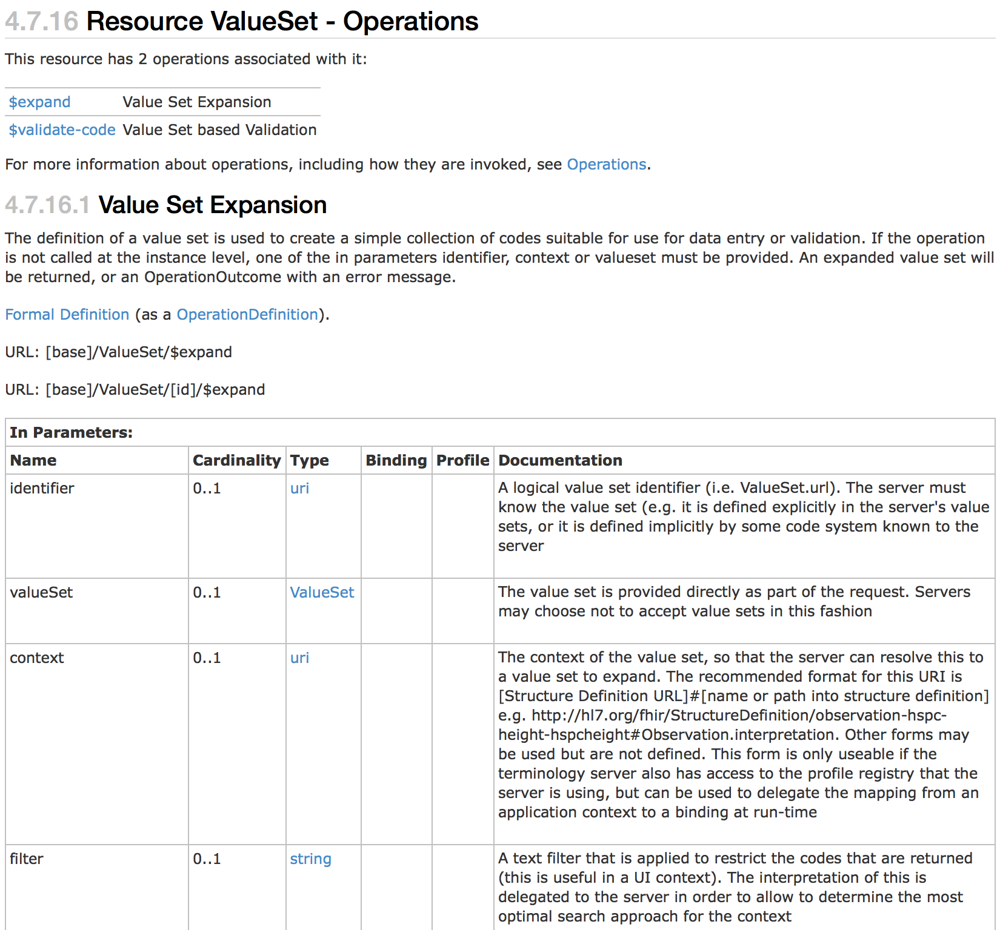 4.7.16 Resource ValueSet - Operations
This resource has 2 operations associated with it:
$expand Value Set Expansion
$validate-code Value Set based Validation
For more information about operations, including how they are invoked, see Operations.
4.7.16.1 Value Set Expansion
The definition of a value set is used to create a simple collection of codes suitable for use for data entry or validation. If the operation
is not called at the instance level, one of the in parameters identifier, context or valueset must be provided. An expanded value set will
be returned, or an OperationOutcome with an error message.
Formal Definition (as a OperationDefinition).
URL: [base]/ValueSet/$expand
URL: [base]/ValueSet/[id]/$expand
In Parameters:
Name Cardinality Type Binding Profile Documentation
identifier 0..1 uri A logical value set identifier (i.e. ValueSet.url). The server must
know the value set (e.g. it is defined explicitly in the server's value
sets, or it is defined implicitly by some code system known to the
server
valueSet 0..1 ValueSet The value set is provided directly as part of the request. Servers
may choose not to accept value sets in this fashion
context 0..1 uri The context of the value set, so that the server can resolve this to
a value set to expand. The recommended format for this URI is
[Structure Definition URL]#[name or path into structure definition]
e.g. http://hl7.org/fhir/StructureDefinition/observation-hspc-
height-hspcheight#Observation.interpretation. Other forms may
be used but are not defined. This form is only useable if the
terminology server also has access to the profile registry that the
server is using, but can be used to delegate the mapping from an
application context to a binding at run-time
filter 0..1 string A text filter that is applied to restrict the codes that are returned
(this is useful in a UI context). The interpretation of this is
delegated to the server in order to allow to determine the most
optimal search approach for the context